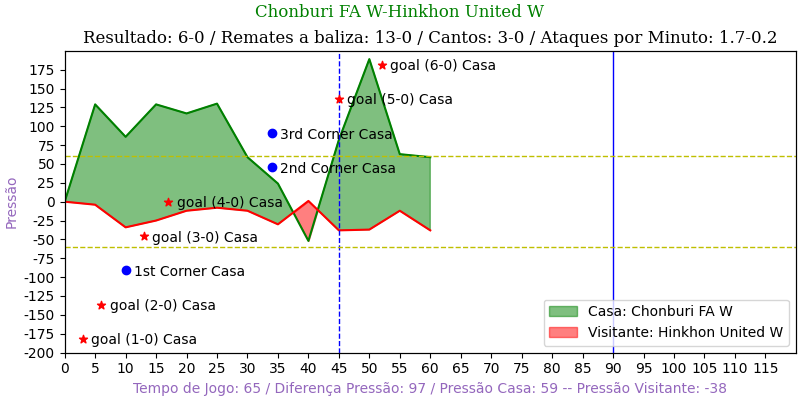 Chonburi FA W-Hinkhon United W
Resultado: 6-0 / Remates a baliza: 13-0 / Cantos: 3-0 / Ataques por Minuto: 1.7-0.2
Pressão
175
150
125
100
75
50
25
0
-25
-50
-75
-100
-125
-150
-175
-200
goal (6-0) Casa
goal (5-0) Casa
3rd Corner Casa
2nd Corner Casa
goal (4-0) Casa
goal (3-0) Casa
1st Corner Casa
goal (2-0) Casa
goal (1-0) Casa
Casa: Chonburi FA W
Visitante: Hinkhon United W
0 5 10 15 20 25 30 35 40 45 50 55 60 65 70 75 80 85 90 95 100 105 110 115
Tempo de Jogo: 65 / Diferença Pressão: 97 / Pressão Casa: 59 -- Pressão Visitante: -38